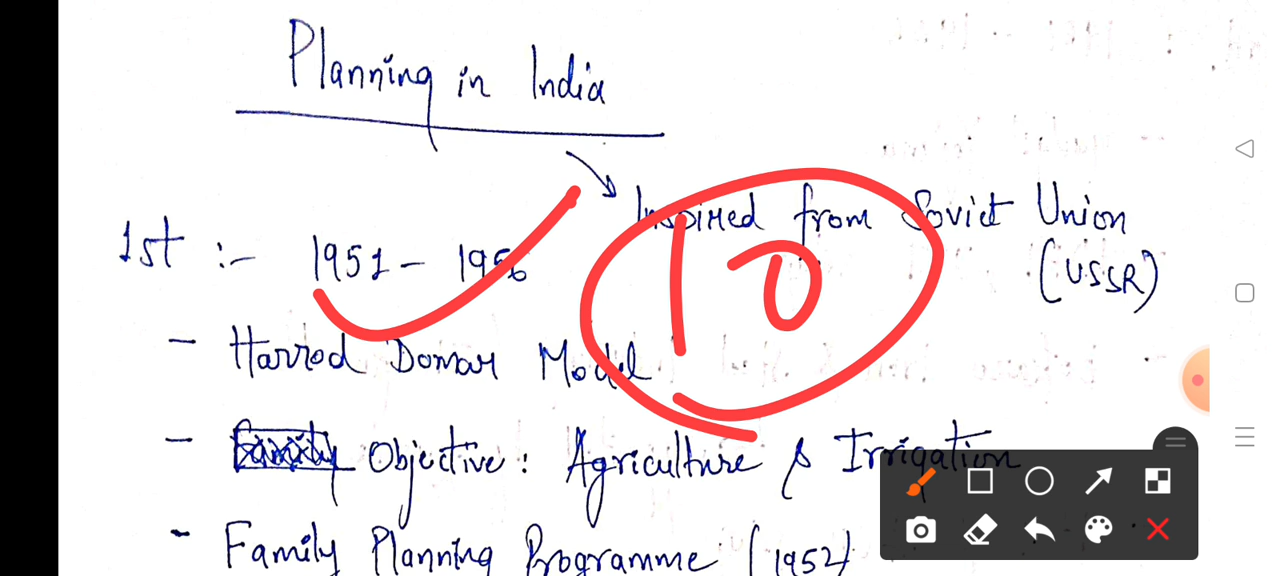 Planning in India
Inspired from Soviet Union
(USSR)
1st :- 1951 - 1956
10
- Harrod Domar Model
- Objective : Agriculture & Irrigation
- Family Planning Programme (1952)